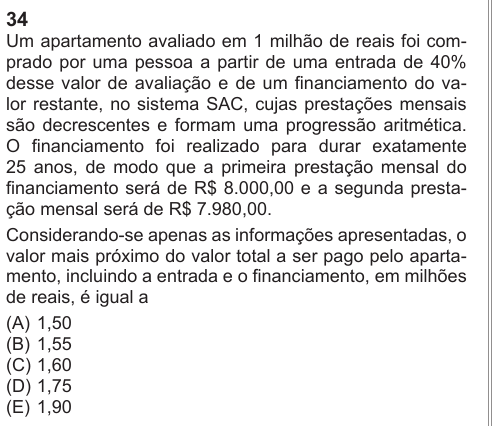 34
Um apartamento avaliado em 1 milhão de reais foi com-
prado por uma pessoa a partir de uma entrada de 40%
desse valor de avaliação e de um financiamento do va-
lor restante, no sistema SAC, cujas prestações mensais
são decrescentes e formam uma progressão aritmética.
O financiamento foi realizado para durar exatamente
25 anos, de modo que a primeira prestação mensal do
financiamento será de R$ 8.000,00 e a segunda presta-
ção mensal será de R$ 7.980,00.
Considerando-se apenas as informações apresentadas, o
valor mais próximo do valor total a ser pago pelo aparta-
mento, incluindo a entrada e o financiamento, em milhões
de reais, é igual a
(A) 1,50
(B) 1,55
(C) 1,60
(D) 1,75
(E) 1,90